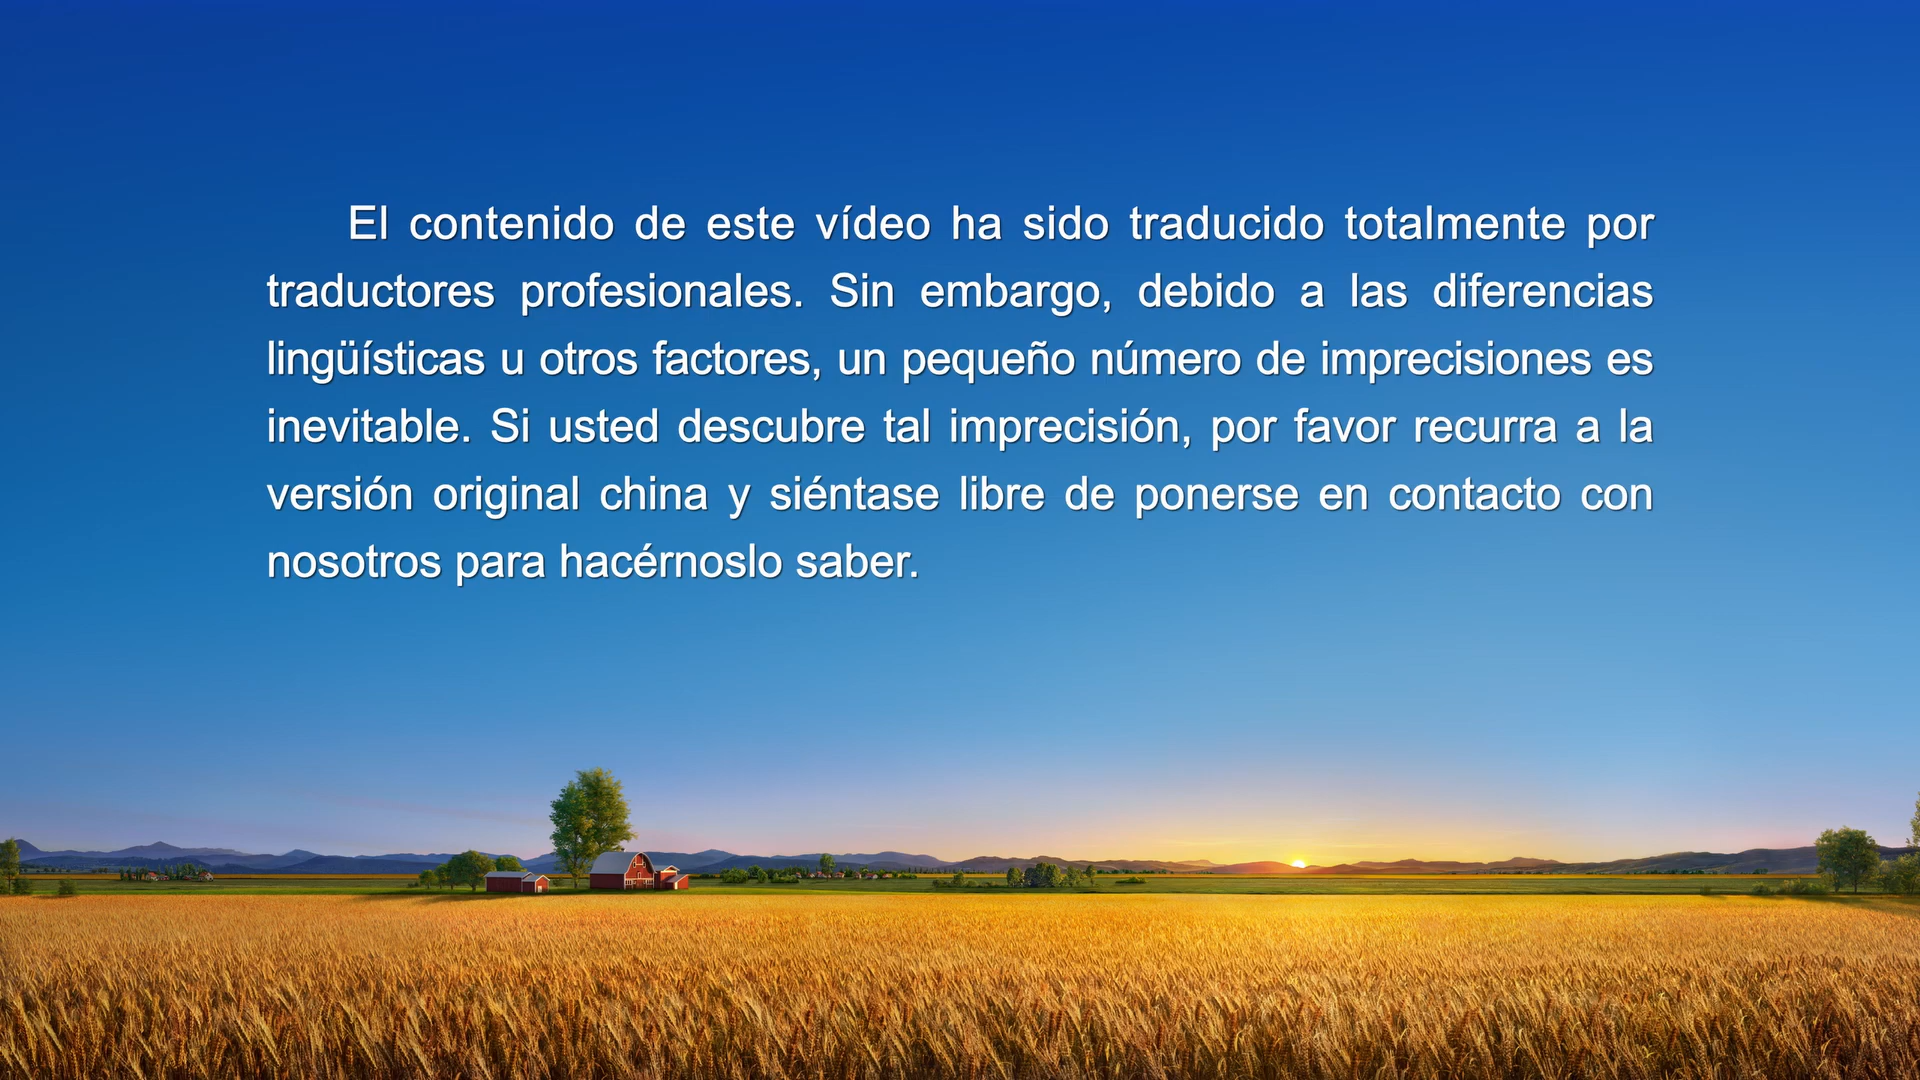 El contenido de este vídeo ha sido traducido totalmente por
traductores profesionales. Sin embargo, debido a las diferencias
lingüísticas u otros factores, un pequeño número de imprecisiones es
inevitable. Si usted descubre tal imprecisión, por favor recurra a la
versión original china y siéntase libre de ponerse en contacto con
nosotros para hacérnoslo saber.